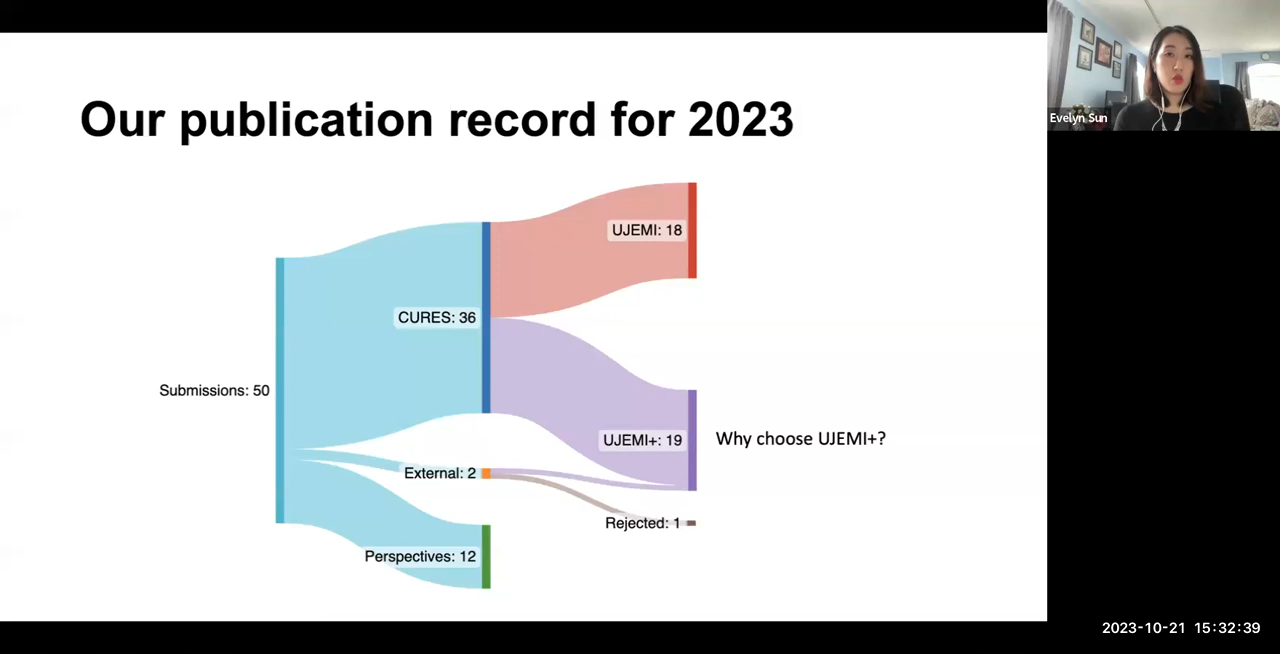 Our publication record for 2023
Evelyn Sun
UJEMI: 18
CURES: 36
Submissions: 50
UJEMI+: 19
Why choose UJEMI+?
External: 2
Rejected: 1
Perspectives: 12
2023-10-21 15:32:39